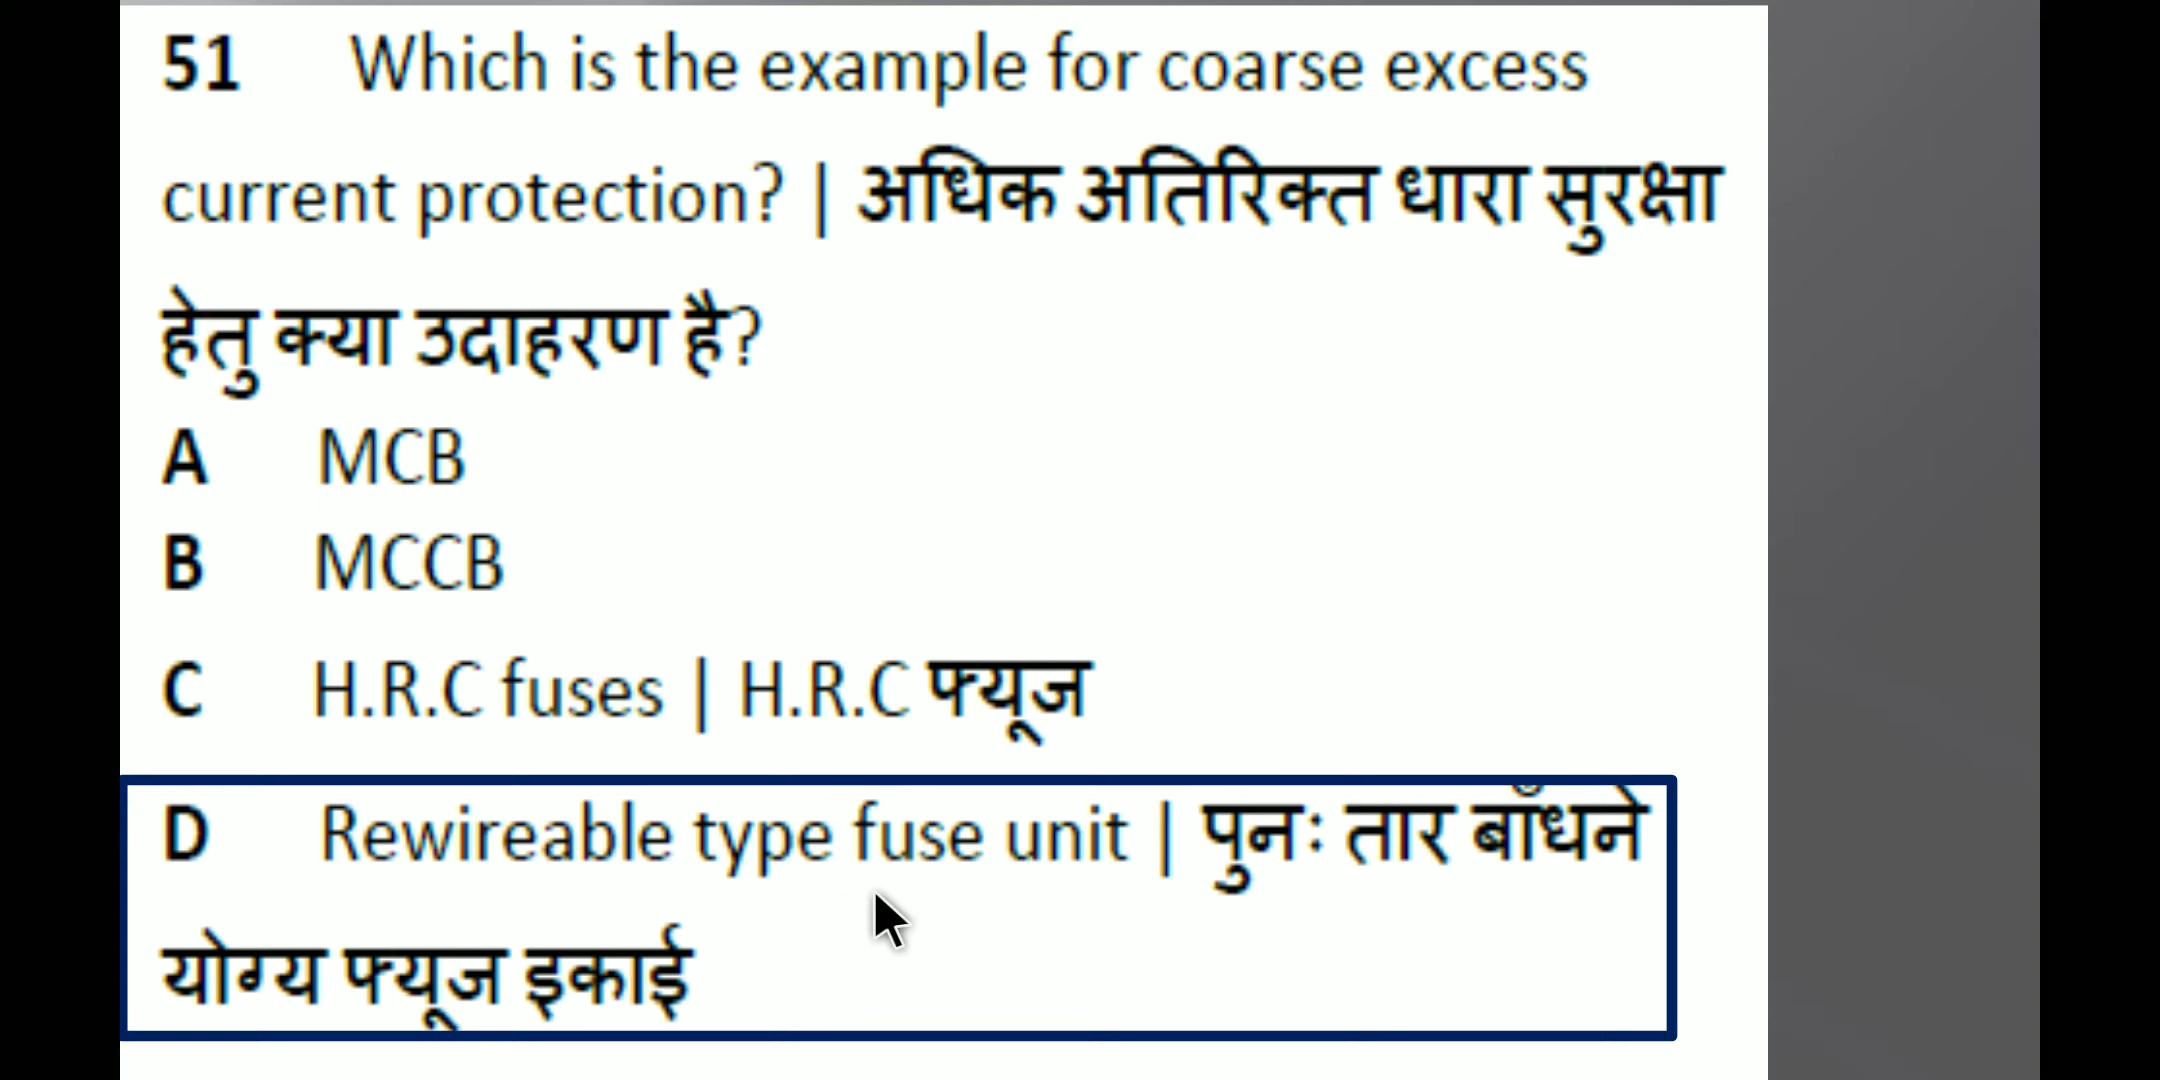 51 Which is the example for coarse excess
current protection? | अधिक अतिरिक्त धारा सुरक्षा
हेतु क्या उदाहरण है?
A MCB
B MCCB
C H.R.C fuses | H.R.C फ्यूज
D Rewireable type fuse unit | पुनः तार बाँधने
योग्य फ्यूज इकाई